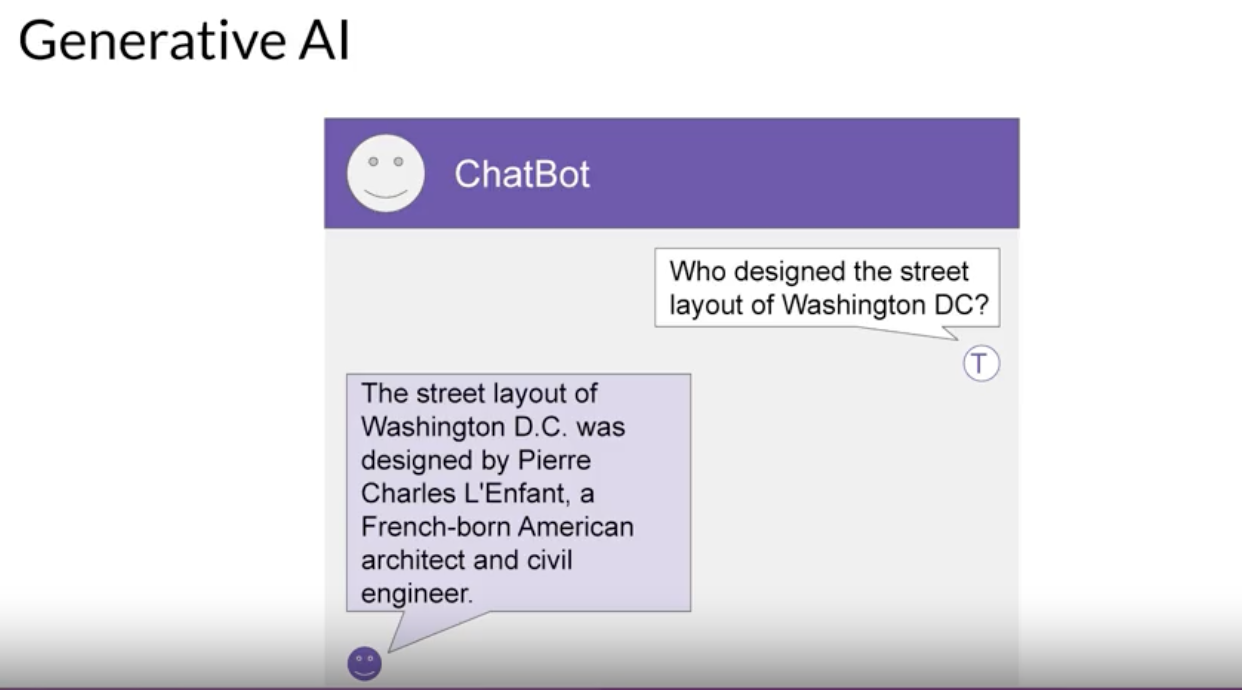 Generative AI
ChatBot
Who designed the street
layout of Washington DC?
T
The street layout of
Washington D.C. was
designed by Pierre
Charles L'Enfant, a
French-born American
architect and civil
engineer.